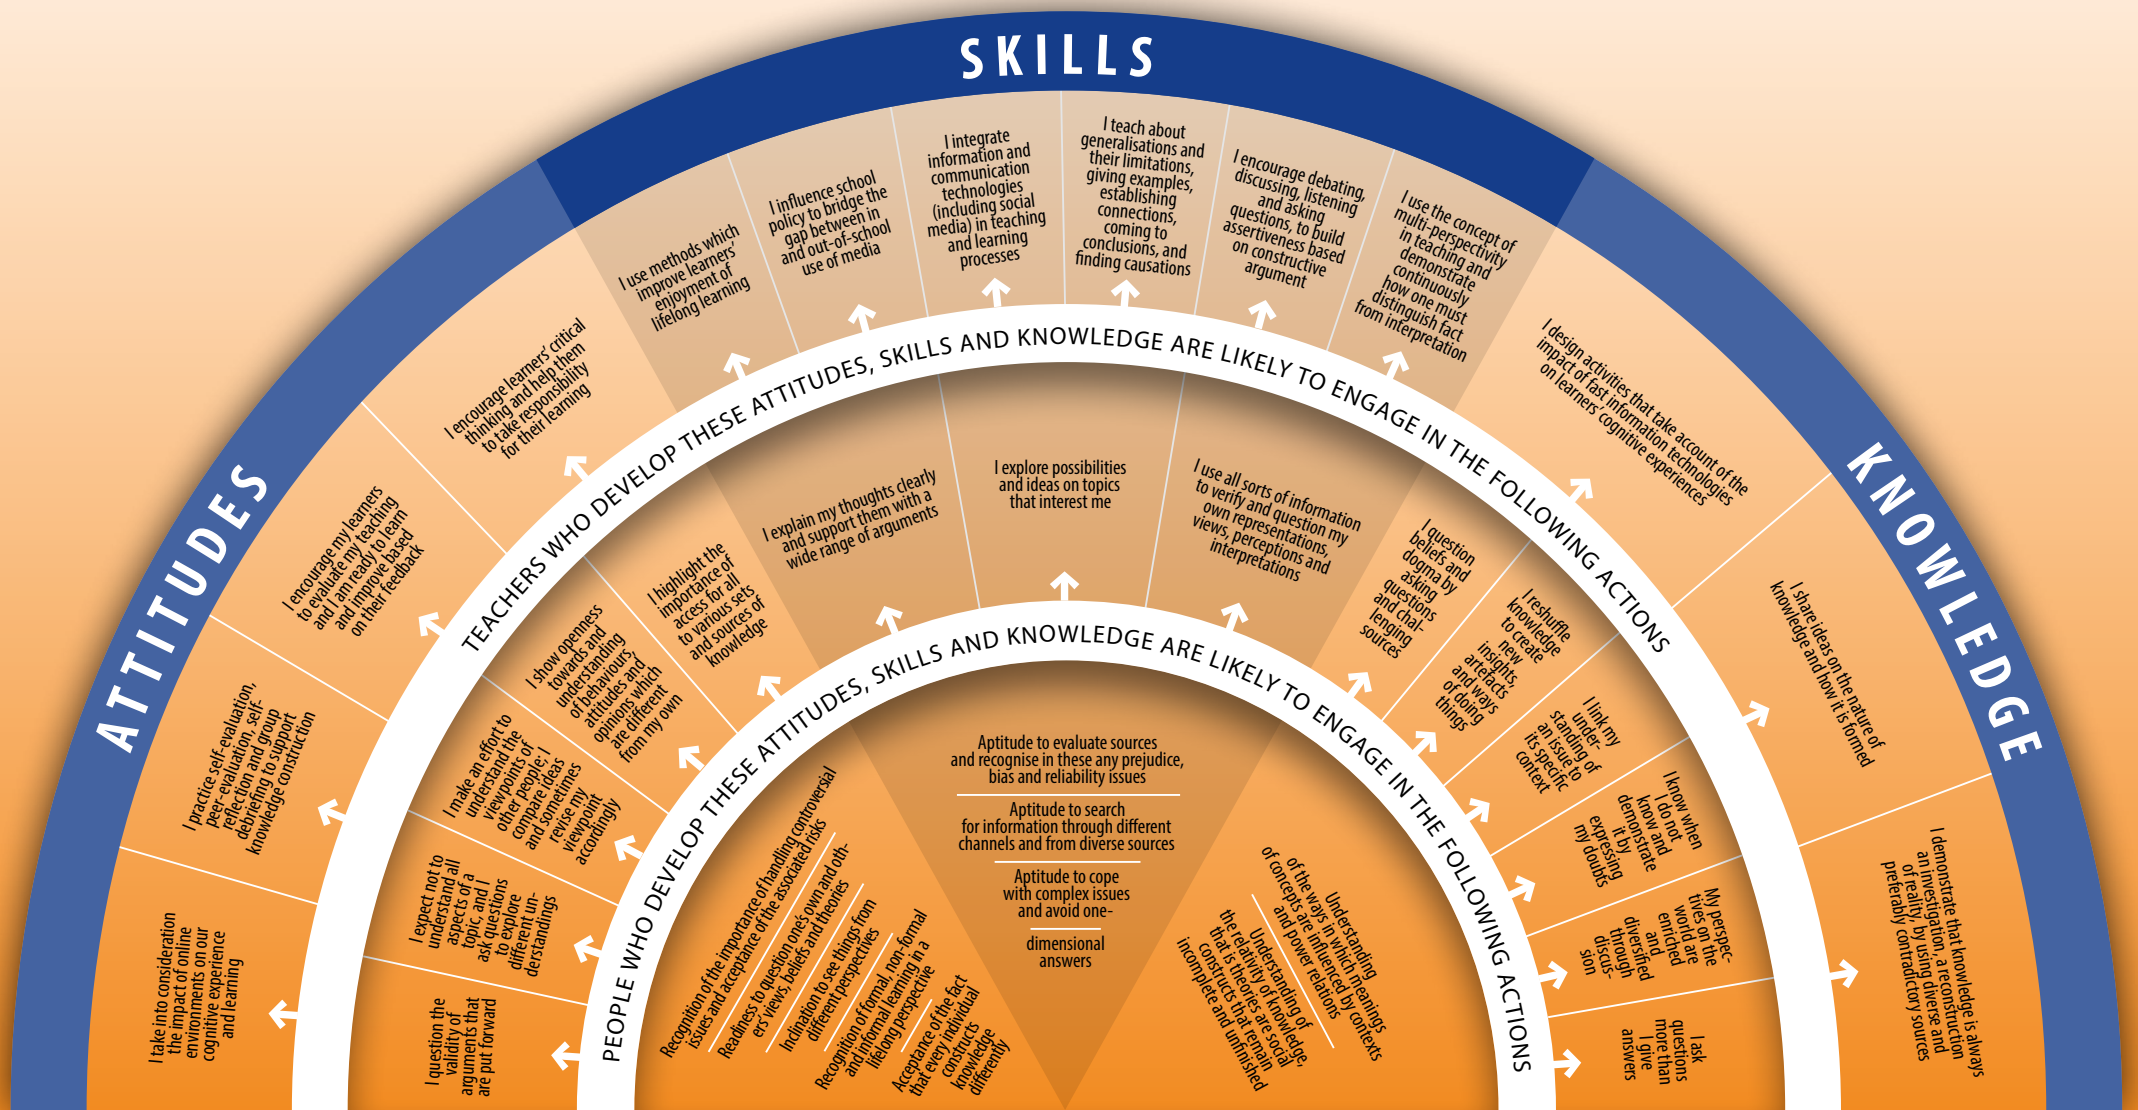 SKILLS
ATTITUDES
KNOWLEDGE
I take into consideration
the impact of online
environments on our
cognitive experience
and learning
I practice self-evaluation,
peer-evaluation, self-
reflection and group
debriefing to support
knowledge construction
I encourage my learners
to evaluate my teaching
and I am ready to learn
and improve based
on their feedback
I encourage learners' critical
thinking and help them
to take responsibility
for their learning
I use methods which
improve learners'
enjoyment of
lifelong learning
I influence school
policy to bridge the
gap between in
and out-of-school
use of media
I integrate
information and
communication
technologies
(including social
media) in teaching
and learning
processes
I teach about
generalisations and
their limitations,
giving examples,
establishing
connections,
coming to
conclusions, and
finding causations
I encourage debating,
discussing, listening
and asking
questions, to build
assertiveness based
on constructive
argument
I use the concept of
multi-perspectivity
in teaching and
demonstrate
continuously
how one must
distinguish fact
from interpretation
I design activities that take account of the
impact of fast information technologies
on learners' cognitive experiences
I share ideas on the nature of
knowledge and how it is formed
I demonstrate that knowledge is always
an investigation, a reconstruction
of reality, by using diverse and
preferably contradictory sources
TEACHERS WHO DEVELOP THESE ATTITUDES, SKILLS AND KNOWLEDGE ARE LIKELY TO ENGAGE IN THE FOLLOWING ACTIONS
I question the
validity of
arguments that
are put forward
I expect not to
understand all
aspects of a
topic, and I
ask questions
to explore
different un-
derstandings
I make an effort to
understand the
viewpoints of
other people; I
compare ideas
and sometimes
revise my
viewpoint
accordingly
I show openness
towards and
understanding
of behaviours,
attitudes and
opinions which
are different
from my own
I highlight the
importance of
access for all
to various sets
and sources of
knowledge
I explain my thoughts clearly
and support them with a
wide range of arguments
I explore possibilities
and ideas on topics
that interest me
I use all sorts of information
to verify and question my
own representations,
views, perceptions and
interpretations
I question
beliefs and
dogma by
asking
questions
and chal-
lenging
sources
I reshuffle
knowledge
to create
new
insights,
artefacts
and ways
of doing
things
I link my
under-
standing of
an issue to
its specific
context
I know when
I do not
know and
demonstrate
it by
expressing
my doubts
My perspec-
tives on the
world are
enriched
and
diversified
through
discus-
sion
I ask
questions
more than
I give
answers
PEOPLE WHO DEVELOP THESE ATTITUDES, SKILLS AND KNOWLEDGE ARE LIKELY TO ENGAGE IN THE FOLLOWING ACTIONS
Recognition of the importance of handling controversial
issues and acceptance of the associated risks
Readiness to question one's own and oth-
ers' views, beliefs and theories
Inclination to see things from
different perspectives
Recognition of formal, non-formal
and informal learning in a
lifelong perspective
Acceptance of the fact
that every individual
constructs
knowledge
differently
Aptitude to evaluate sources
and recognise in these any prejudice,
bias and reliability issues
Aptitude to search
for information through different
channels and from diverse sources
Aptitude to cope
with complex issues
and avoid one-
dimensional
answers
Understanding
of the ways in which meanings
of concepts are influenced by contexts
and power relations
Understanding of
the relativity of knowledge,
that is theories are social
constructs that remain
incomplete and unfinished